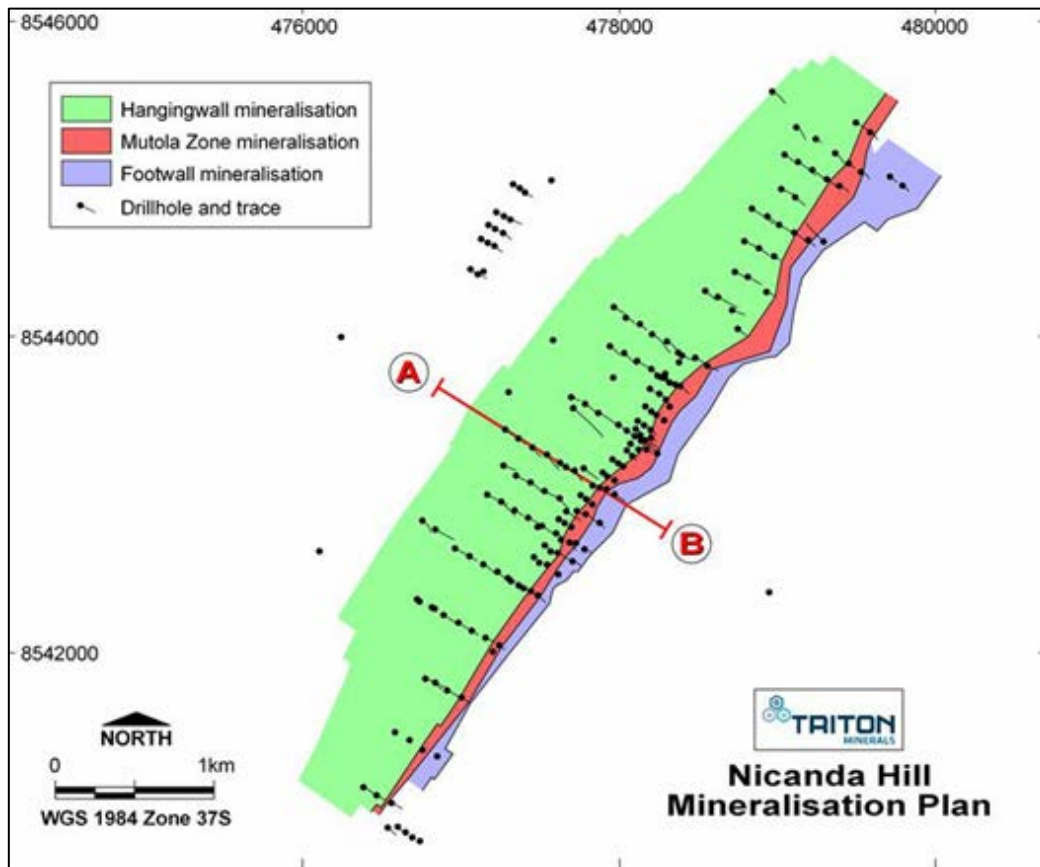 476000 478000 480000
8546000
Hangingwall mineralisation
Mutola Zone mineralisation
Footwall mineralisation
Drillhole and trace
8544000
A
B
8542000
NORTH
0 1km
WGS 1984 Zone 37S
TRITON
MINERALS
Nicanda Hill
Mineralisation Plan